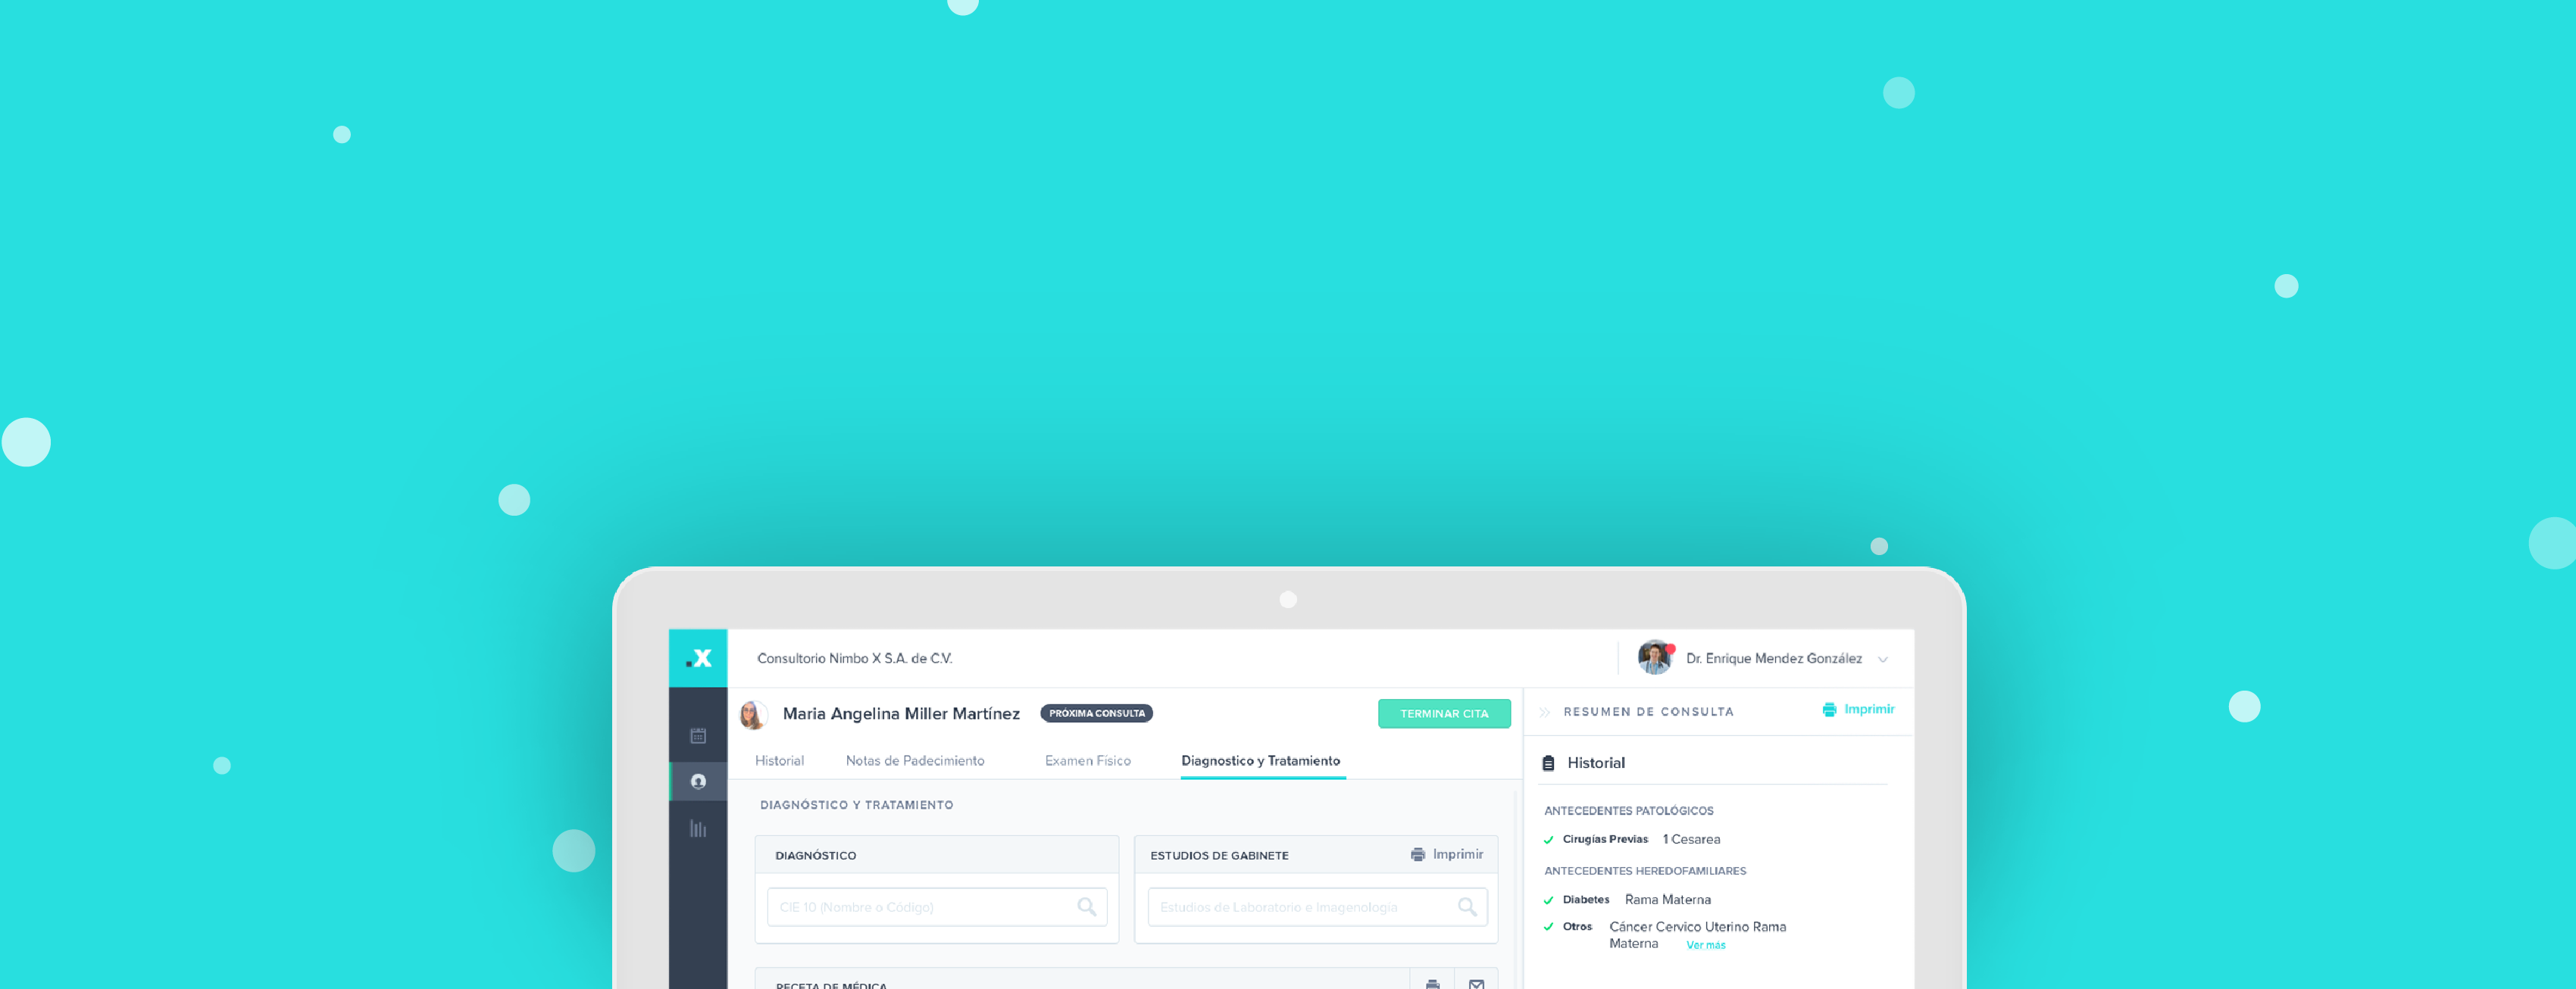 .X
Consultorio Nimbo X S.A. de C.V.
Dr. Enrique Mendez González
Maria Angelina Miller Martínez
PRÓXIMA CONSULTA
TERMINAR CITA
RESUMEN DE CONSULTA
Imprimir
Historial
Notas de Padecimiento
Examen Físico
Diagnostico y Tratamiento
Historial
DIAGNÓSTICO Y TRATAMIENTO
ANTECEDENTES PATOLÓGICOS
Cirugías Previas 1 Cesarea
DIAGNÓSTICO
ESTUDIOS DE GABINETE
Imprimir
ANTECEDENTES HEREDOFAMILIARES
Diabetes Rama Materna
CIE 10 (Nombre o Código)
Estudios de Laboratorio e Imagenología
Otros Cáncer Cervico Uterino Rama
Materna Ver más
RECETA DE MÉDICA